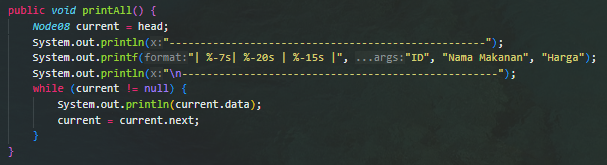 public void printAll() {
    Node08 current = head;
    System.out.println(x:"-----------------------------------------------------");
    System.out.printf(format:"| %-7s| %-20s | %-15s |", ...args:"ID", "Nama Makanan", "Harga");
    System.out.println(x:"\n-----------------------------------------------------");
    while (current != null) {
        System.out.println(current.data);
        current = current.next;
    }
}